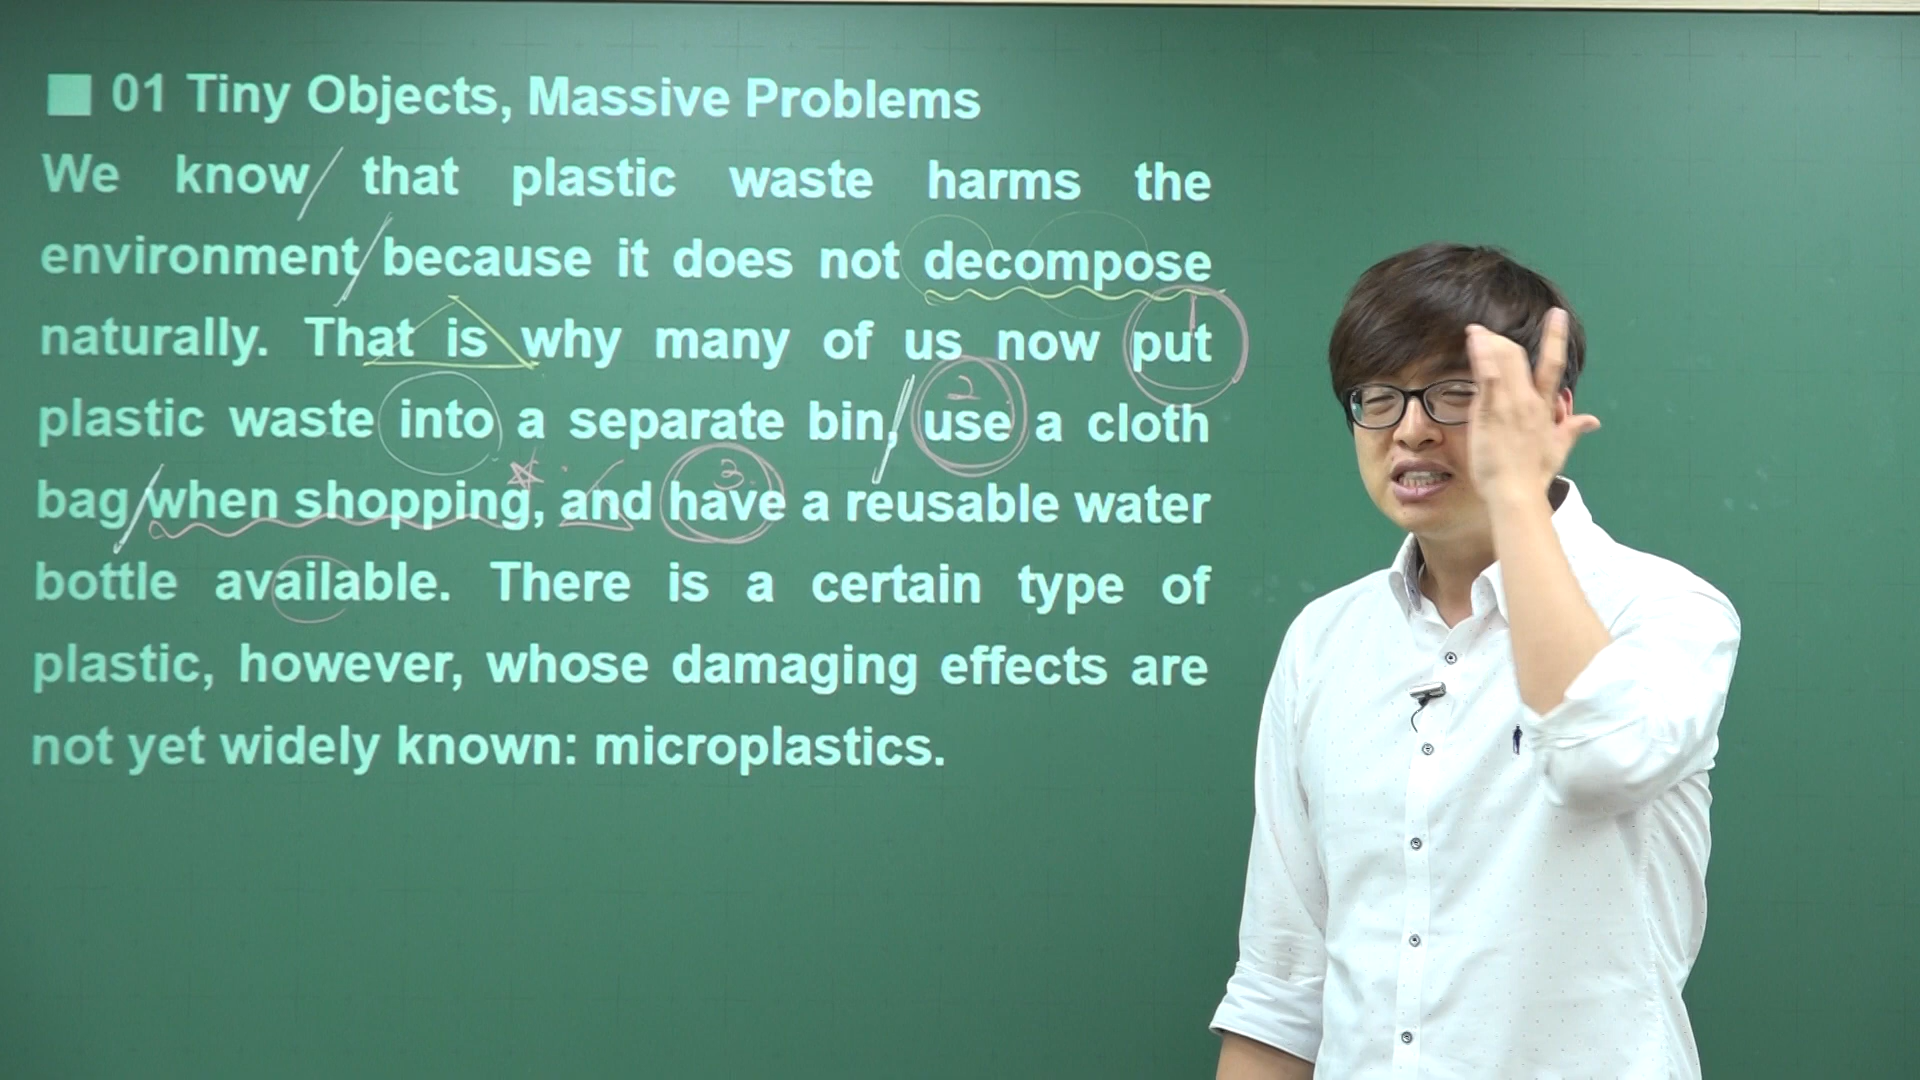 ■ 01 Tiny Objects, Massive Problems
We know that plastic waste harms the
environment because it does not decompose
naturally. That is why many of us now put
1
plastic waste into a separate bin, use a cloth
2
bag when shopping, and have a reusable water
3
bottle available. There is a certain type of
plastic, however, whose damaging effects are
not yet widely known: microplastics.